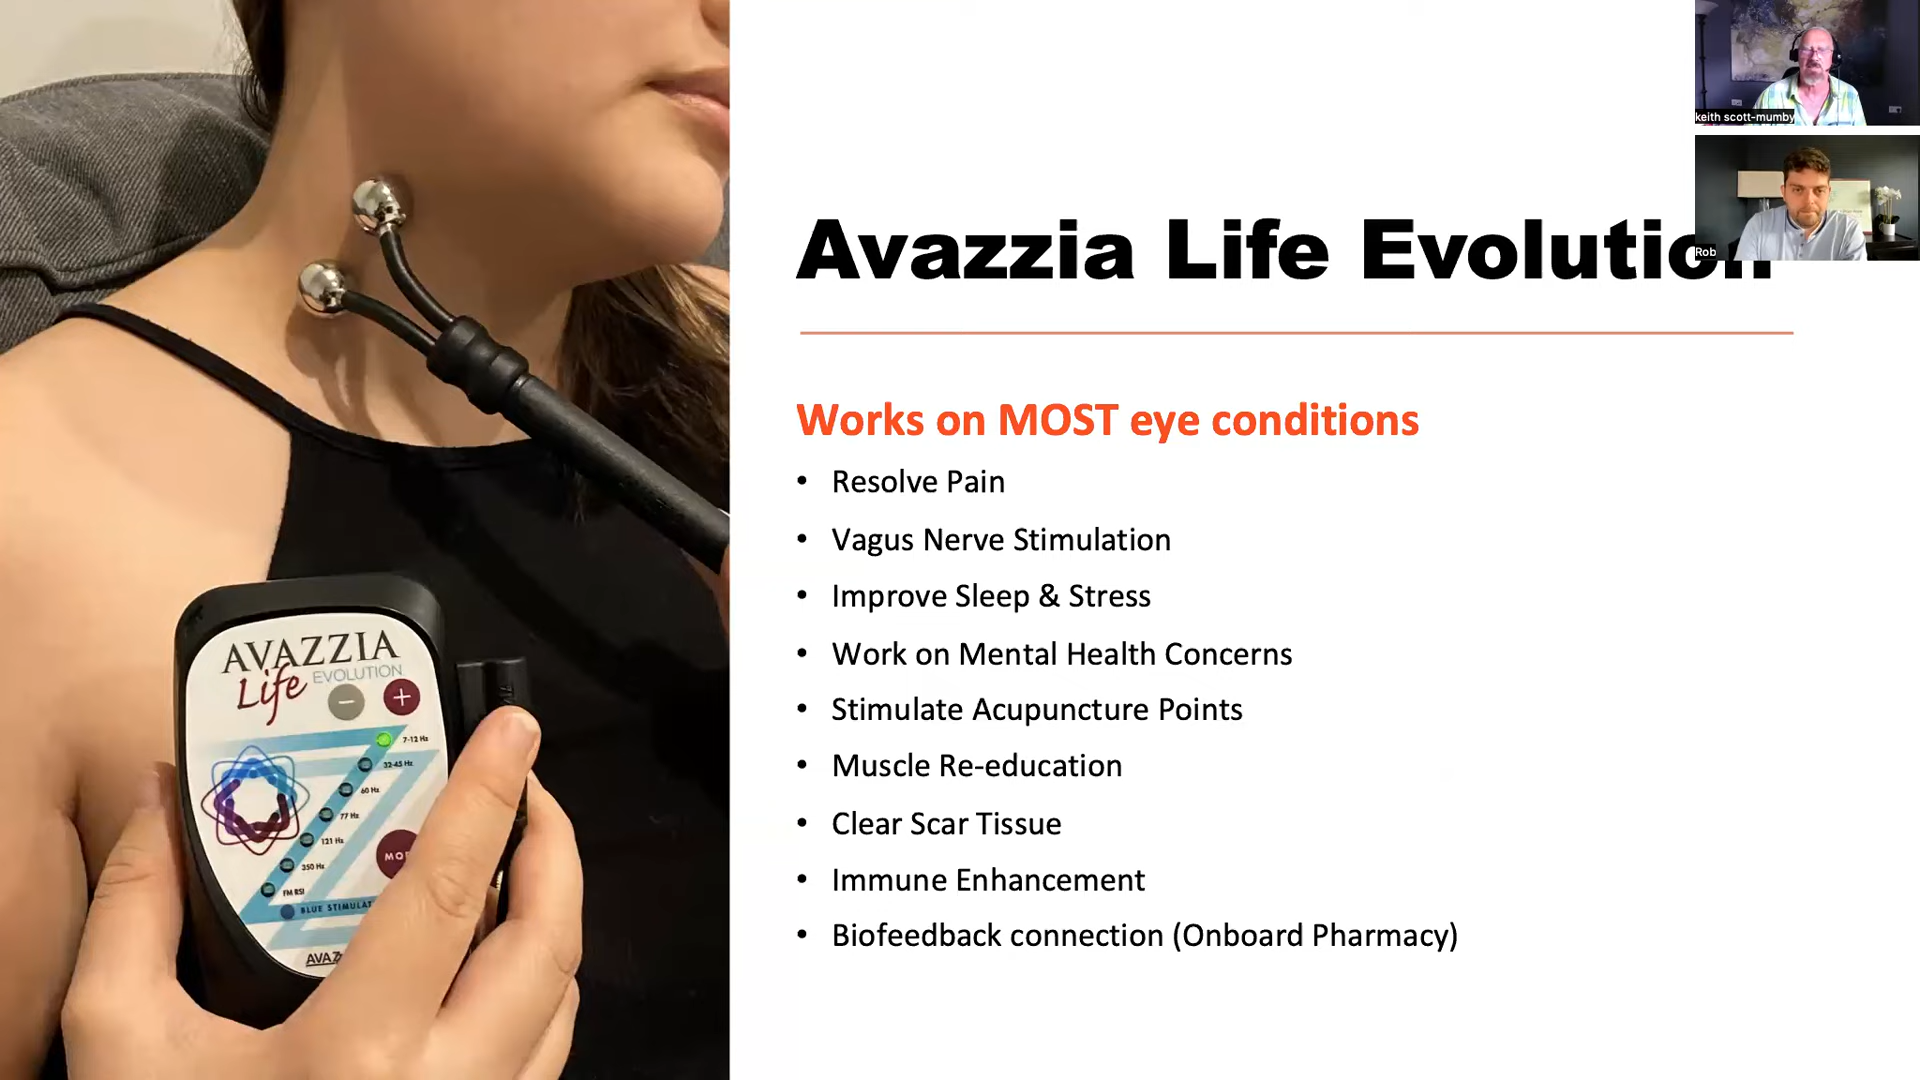 keith scott-mumby
Rob
Avazzia Life Evolution
Works on MOST eye conditions
• Resolve Pain
• Vagus Nerve Stimulation
• Improve Sleep & Stress
• Work on Mental Health Concerns
• Stimulate Acupuncture Points
• Muscle Re-education
• Clear Scar Tissue
• Immune Enhancement
• Biofeedback connection (Onboard Pharmacy)
AVAZZIA
Life EVOLUTION
7-12 Hz
32-45 Hz
60 Hz
77 Hz
121 Hz
350 Hz
FM RSI
BLUE